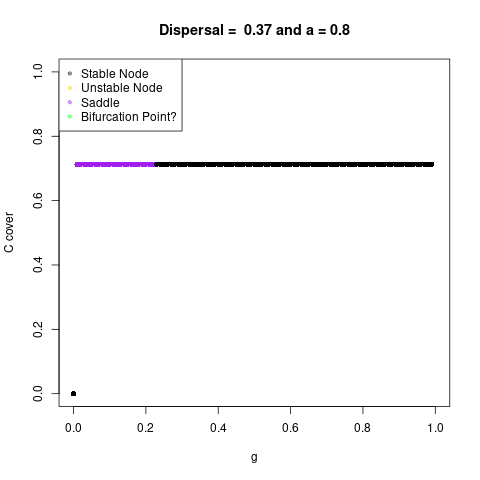 Dispersal =  0.37 and a = 0.8
Stable Node
Unstable Node
Saddle
Bifurcation Point?
C cover
1.0
0.8
0.6
0.4
0.2
0.0
0.0 0.2 0.4 0.6 0.8 1.0
g